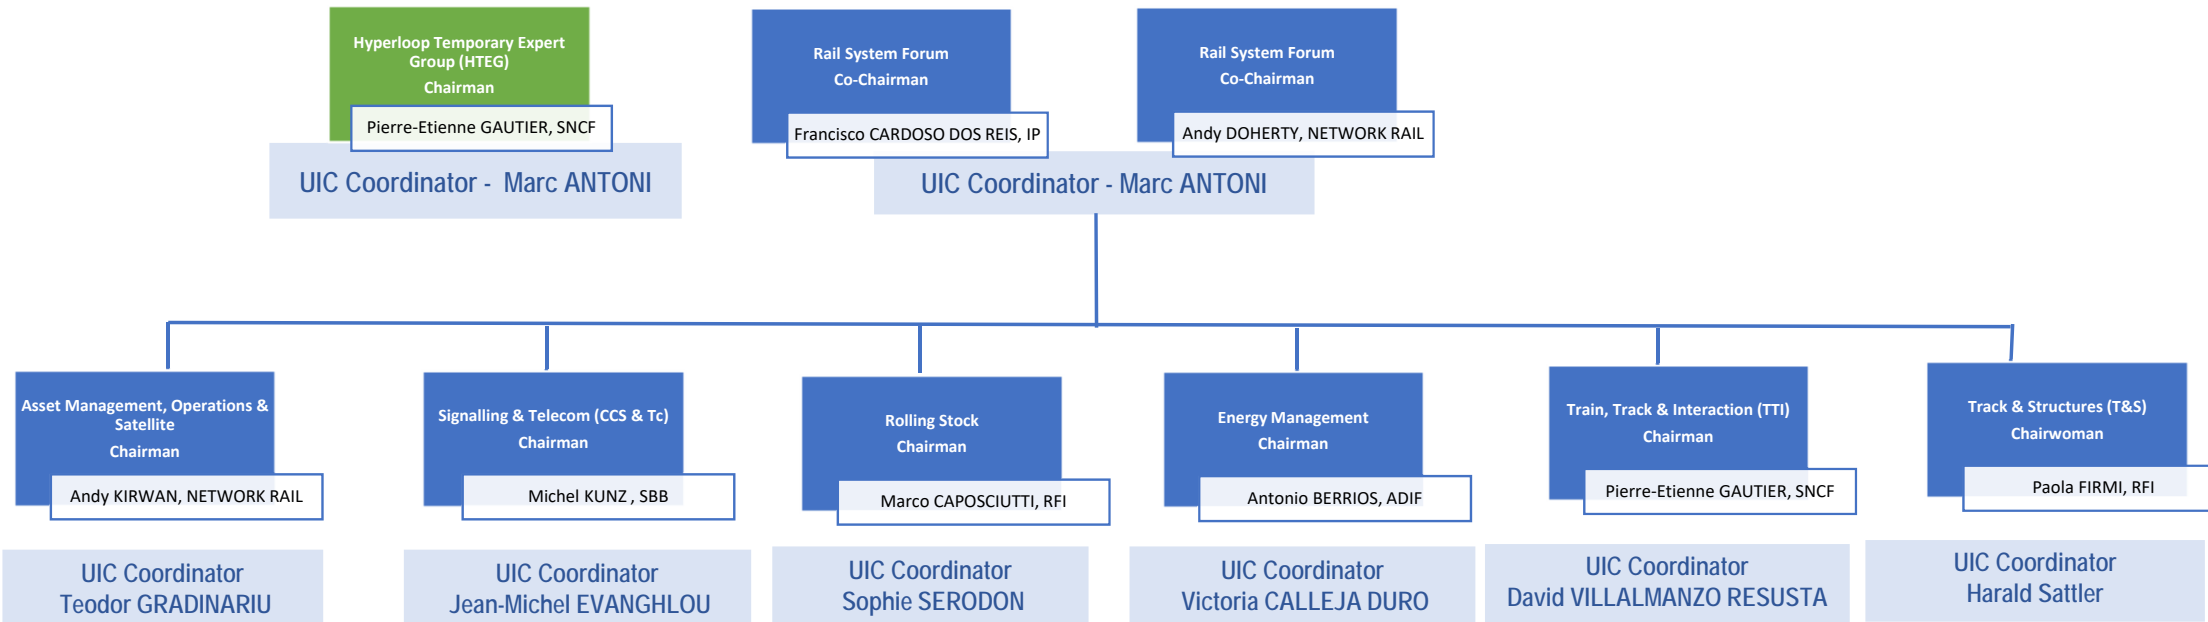 Hyperloop Temporary Expert
Group (HTEG)
Chairman
Pierre-Etienne GAUTIER, SNCF
UIC Coordinator - Marc ANTONI
Rail System Forum
Co-Chairman
Francisco CARDOSO DOS REIS, IP
Rail System Forum
Co-Chairman
Andy DOHERTY, NETWORK RAIL
UIC Coordinator - Marc ANTONI
Asset Management, Operations &
Satellite
Chairman
Andy KIRWAN, NETWORK RAIL
UIC Coordinator
Teodor GRADINARIU
Signalling & Telecom (CCS & Tc)
Chairman
Michel KUNZ , SBB
UIC Coordinator
Jean-Michel EVANGHLOU
Rolling Stock
Chairman
Marco CAPOSCIUTTI, RFI
UIC Coordinator
Sophie SERODON
Energy Management
Chairman
Antonio BERRIOS, ADIF
UIC Coordinator
Victoria CALLEJA DURO
Train, Track & Interaction (TTI)
Chairman
Pierre-Etienne GAUTIER, SNCF
UIC Coordinator
David VILLALMANZO RESUSTA
Track & Structures (T&S)
Chairwoman
Paola FIRMI, RFI
UIC Coordinator
Harald Sattler